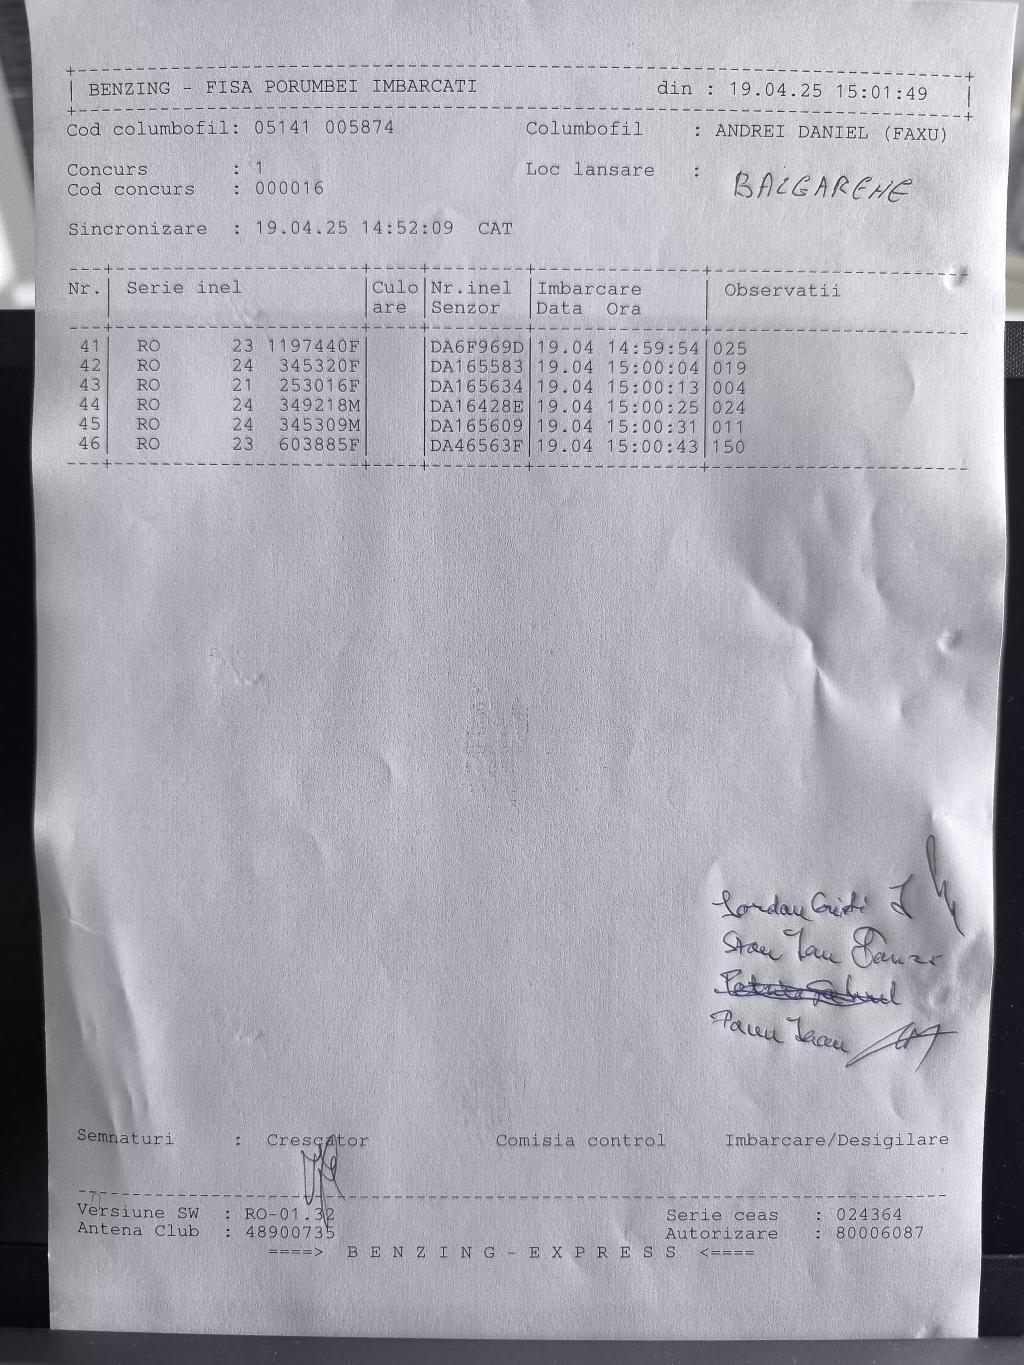 BENZING - FISA PORUMBEI IMBARCATI din : 19.04.25 15:01:49
Cod columbofil: 05141 005874 Columbofil : ANDREI DANIEL (FAXU)
Concurs : 1 Loc lansare : BALGARENE
Cod concurs : 000016
Sincronizare : 19.04.25 14:52:09 CAT
Nr. Serie inel Culo Nr.inel Imbarcare Observatii
are Senzor Data Ora
41 RO 23 1197440F DA6F969D 19.04 14:59:54 025
42 RO 24 345320F DA165583 19.04 15:00:04 019
43 RO 21 253016F DA165634 19.04 15:00:13 004
44 RO 24 349218M DA16428E 19.04 15:00:25 024
45 RO 24 345309M DA165609 19.04 15:00:31 011
46 RO 23 603885F DA46563F 19.04 15:00:43 150
Iordan Cristi
Stan Ian
Semnaturi : Crescator Comisia control Imbarcare/Desigilare
Versiune SW : RO-01.32 Serie ceas : 024364
Antena Club : 48900735 Autorizare : 80006087
====> B E N Z I N G - E X P R E S S <====